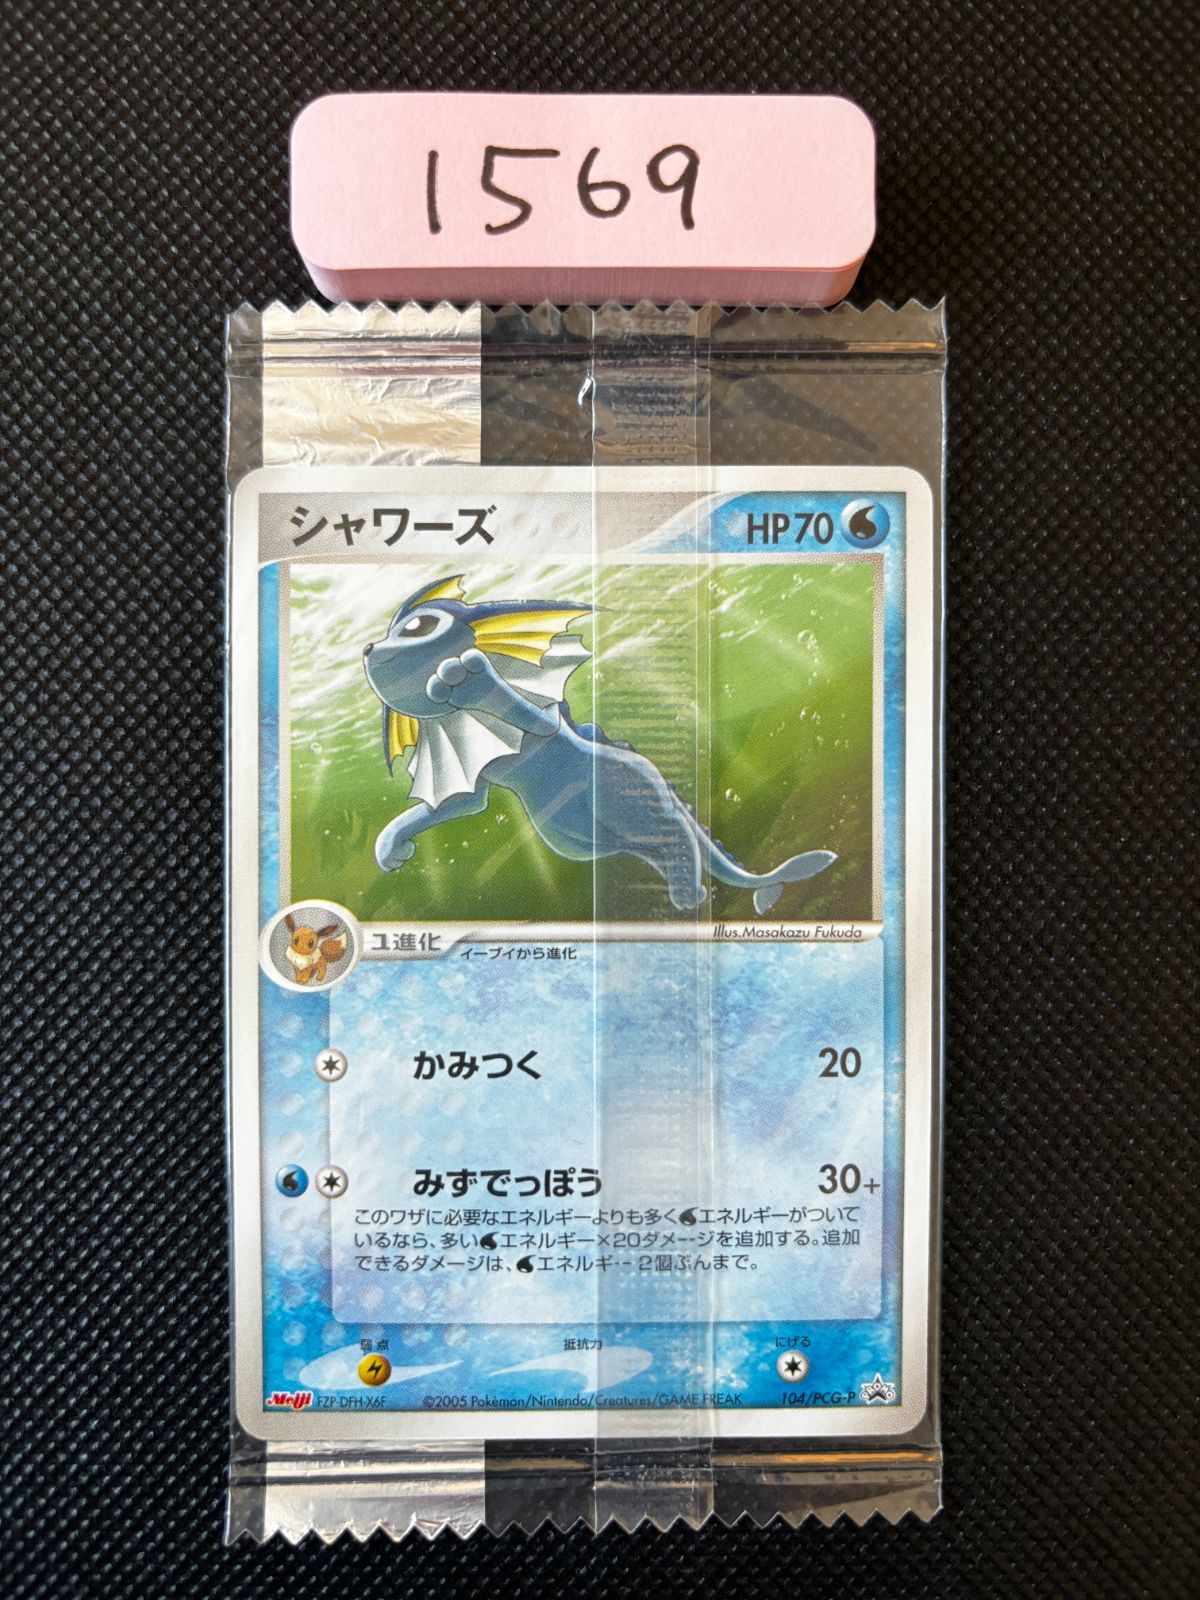 1569
シャワーズ HP70
Illus.Masakazu Fukuda
1進化 イーブイから進化
かみつく 20
みずでっぽう 30+
このワザに必要なエネルギーよりも多くエネルギーがついて
いるなら、多いエネルギー×20ダメージを追加する。追加
できるダメージは、エネルギー2個ぶんまで。
弱点 抵抗力 にげる
Meiji FZP-DFH-X6F ©2005 Pokémon/Nintendo/Creatures/GAME FREAK 104/PCG-P